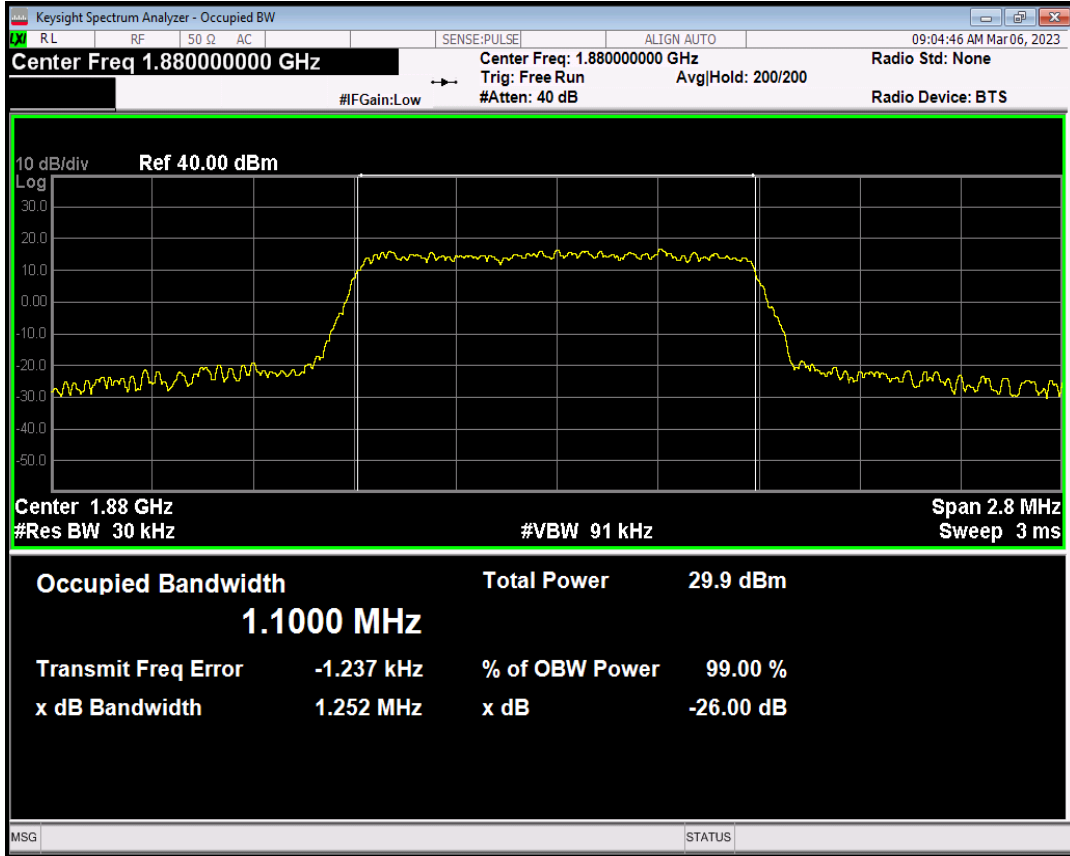 Keysight Spectrum Analyzer - Occupied BW
LXI RL RF 50 Ω AC SENSE:PULSE ALIGN AUTO 09:04:46 AM Mar 06, 2023
Center Freq 1.880000000 GHz Center Freq: 1.880000000 GHz Radio Std: None
Trig: Free Run Avg|Hold: 200/200
#IFGain:Low #Atten: 40 dB Radio Device: BTS
10 dB/div Ref 40.00 dBm
Log
30.0
20.0
10.0
0.00
-10.0
-20.0
-30.0
-40.0
-50.0
Center 1.88 GHz Span 2.8 MHz
#Res BW 30 kHz #VBW 91 kHz Sweep 3 ms
Occupied Bandwidth Total Power 29.9 dBm
1.1000 MHz
Transmit Freq Error -1.237 kHz % of OBW Power 99.00 %
x dB Bandwidth 1.252 MHz x dB -26.00 dB
MSG STATUS